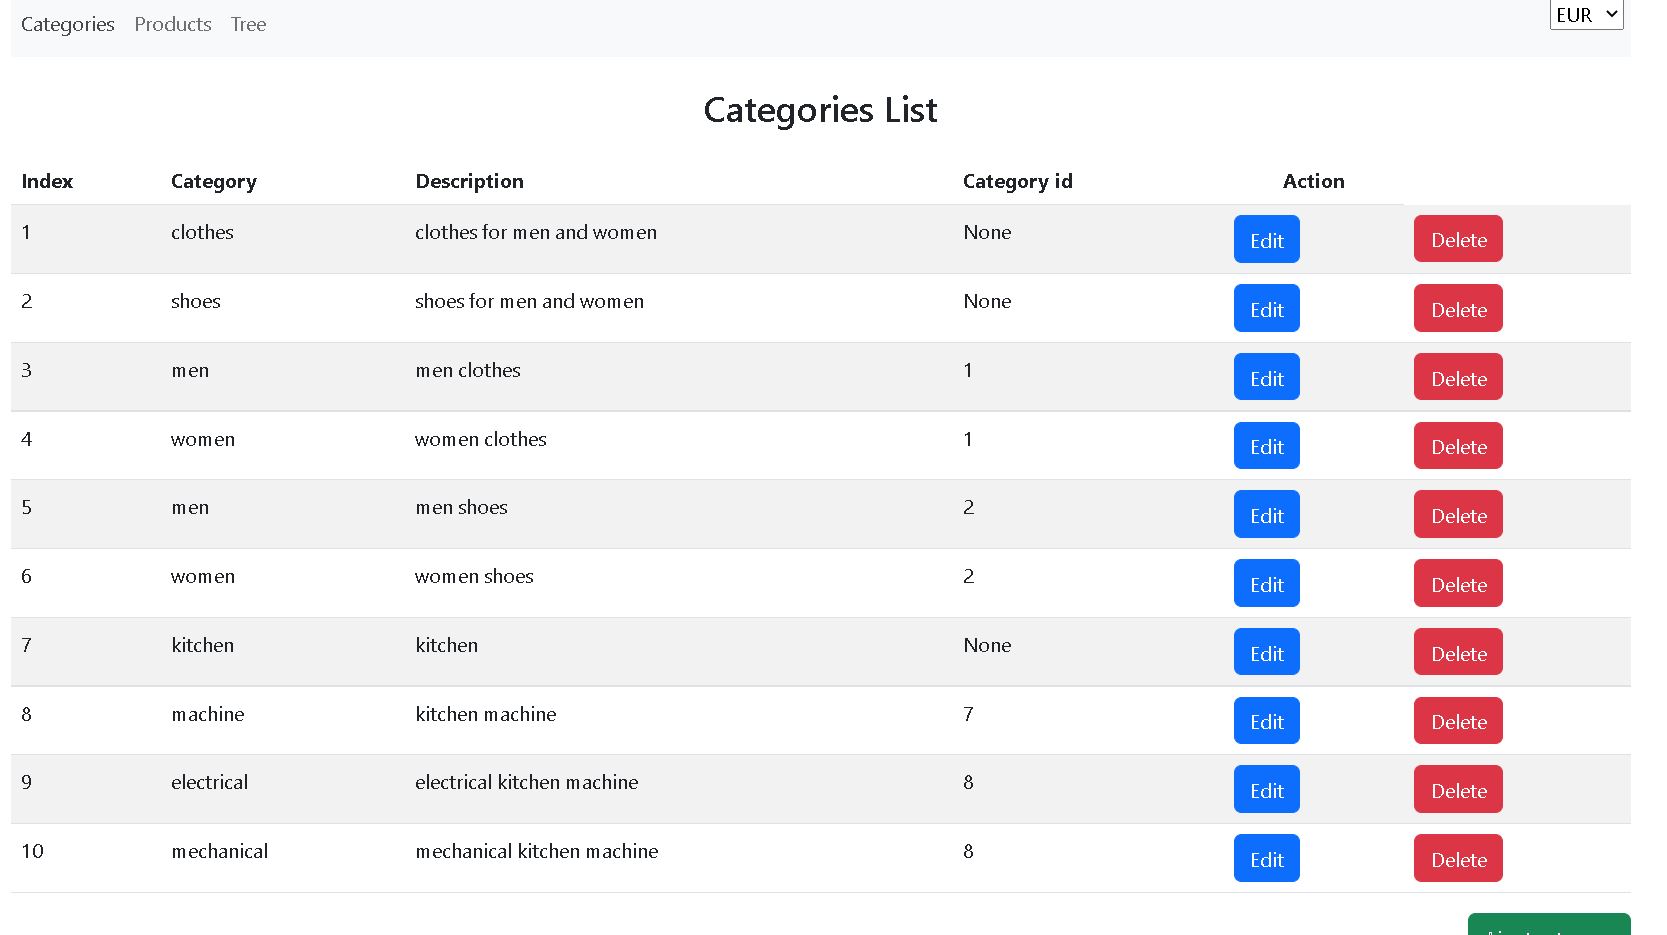 Categories Products Tree EUR
Categories List
Index Category Description Category id Action
1 clothes clothes for men and women None Edit Delete
2 shoes shoes for men and women None Edit Delete
3 men men clothes 1 Edit Delete
4 women women clothes 1 Edit Delete
5 men men shoes 2 Edit Delete
6 women women shoes 2 Edit Delete
7 kitchen kitchen None Edit Delete
8 machine kitchen machine 7 Edit Delete
9 electrical electrical kitchen machine 8 Edit Delete
10 mechanical mechanical kitchen machine 8 Edit Delete